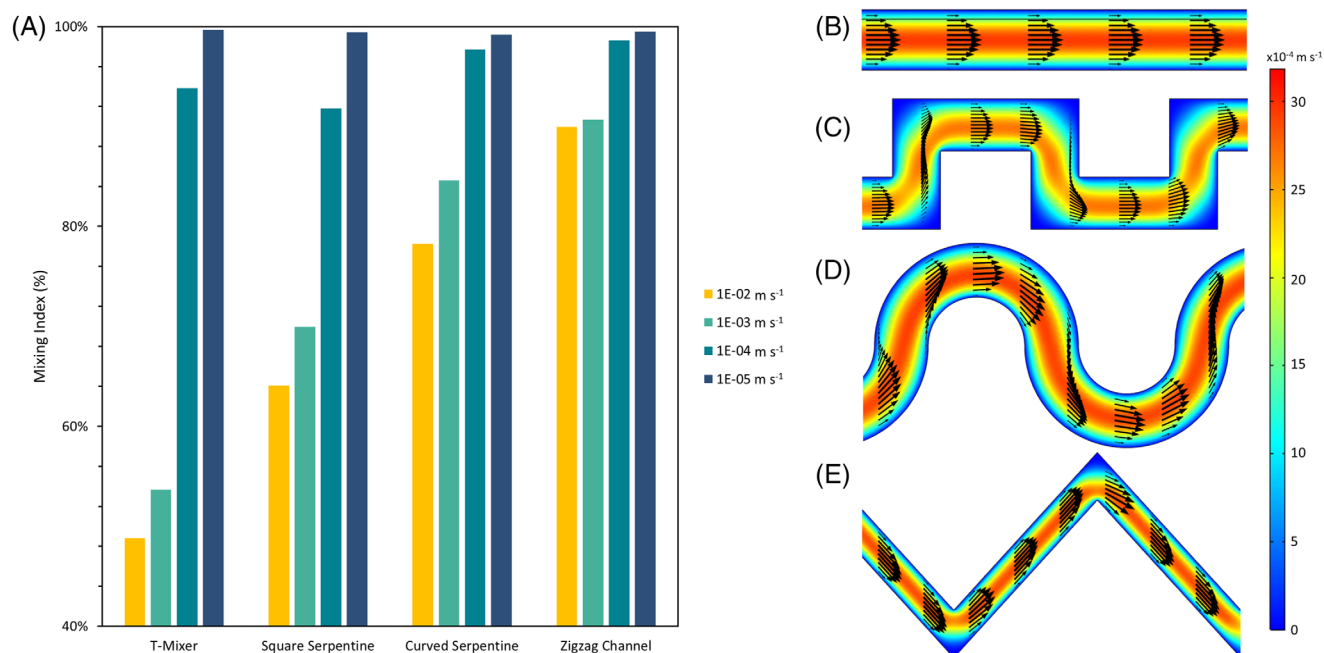 (A)
100%
80%
60%
40%
Mixing Index (%)
T-Mixer
Square Serpentine
Curved Serpentine
Zigzag Channel
1E-02 m s⁻¹
1E-03 m s⁻¹
1E-04 m s⁻¹
1E-05 m s⁻¹
(B)
(C)
(D)
(E)
x10⁻⁴ m s⁻¹
30
25
20
15
10
5
0